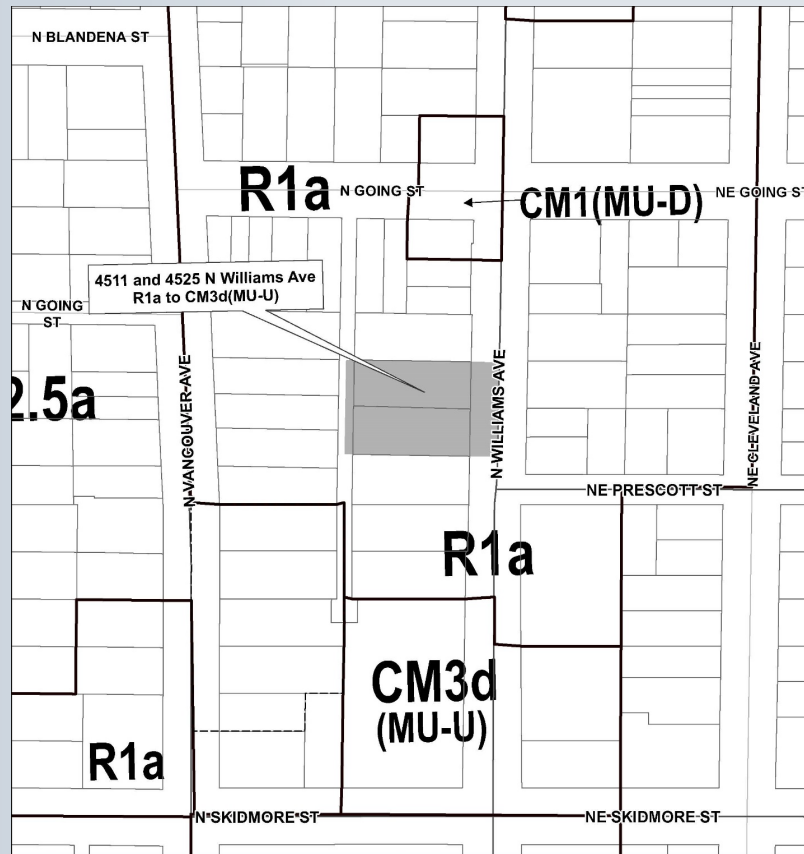 N BLANDENA ST
R1a
N GOING ST
NE GOING ST
CM1(MU-D)
4511 and 4525 N Williams Ave
R1a to CM3d(MU-U)
N GOING
ST
2.5a
N VANCOUVER AVE
N WILLIAMS AVE
NE CLEVELAND AVE
NE PRESCOTT ST
R1a
CM3d
(MU-U)
R1a
N SKIDMORE ST
NE SKIDMORE ST